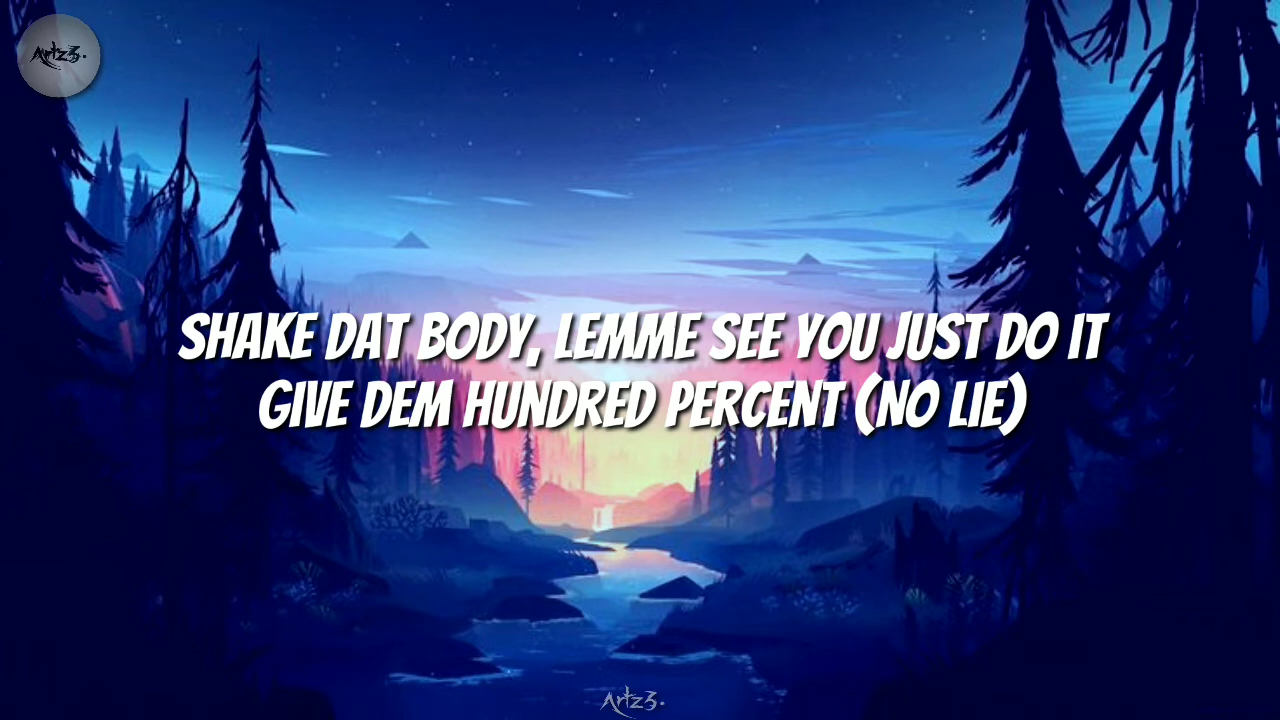 Artz3.
SHAKE DAT BODY, LEMME SEE YOU JUST DO IT
GIVE DEM HUNDRED PERCENT (NO LIE)
Artz3.